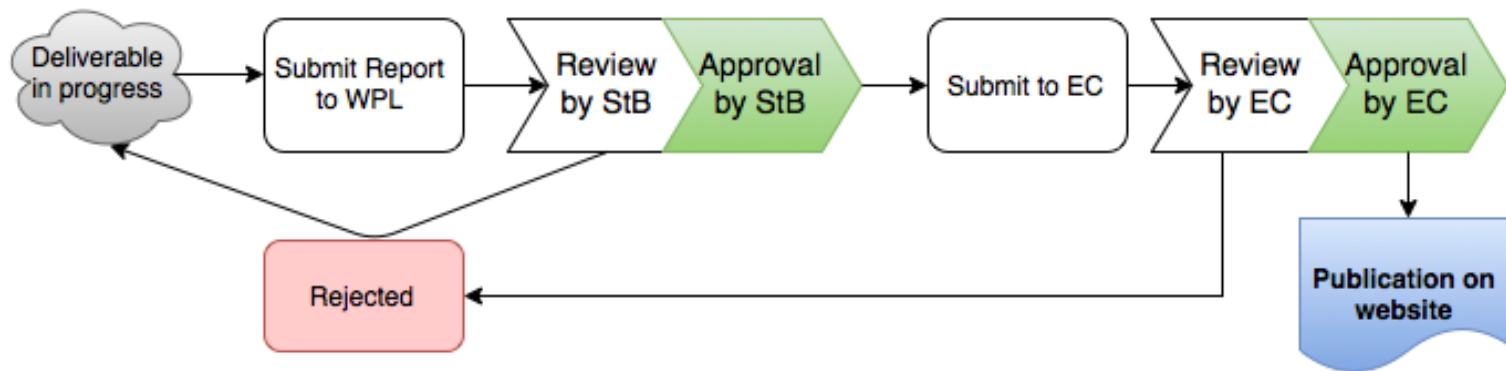 Deliverable
in progress
Submit Report
to WPL
Review
by StB
Approval
by StB
Submit to EC
Review
by EC
Approval
by EC
Rejected
Publication on
website